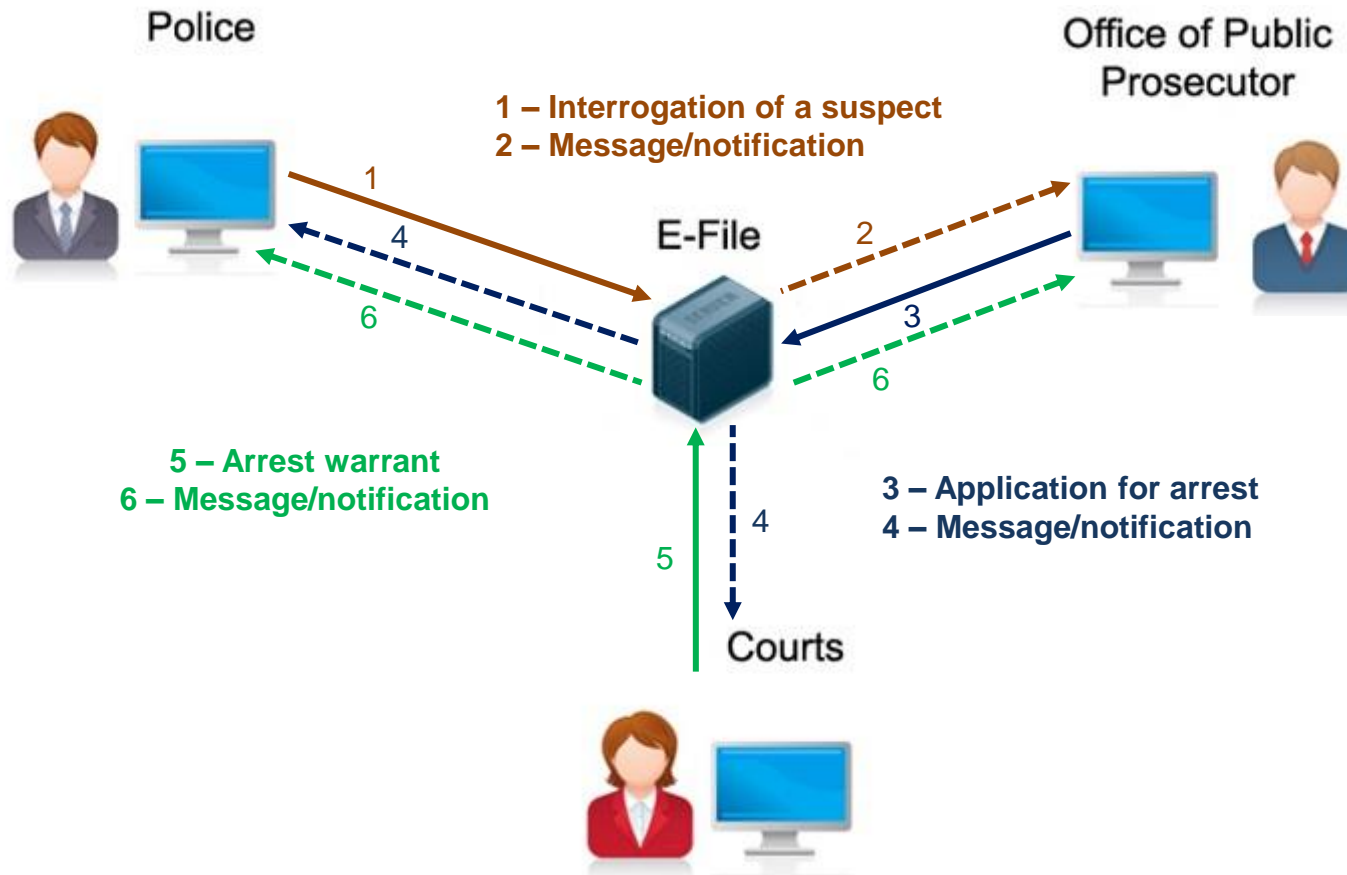 Police
Office of Public
Prosecutor
1 – Interrogation of a suspect
2 – Message/notification
1
4
6
E-File
SERVER
2
3
6
5 – Arrest warrant
6 – Message/notification
3 – Application for arrest
4 – Message/notification
5
4
Courts